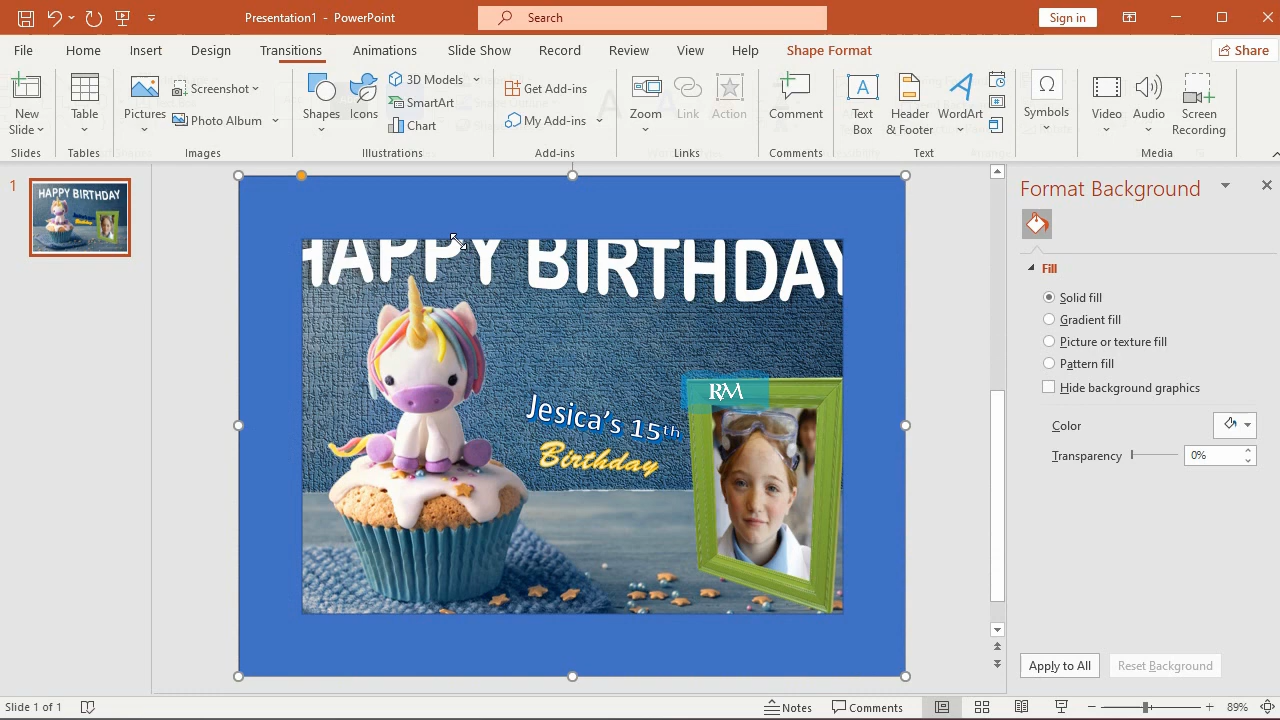 Presentation1 - PowerPoint
Search
Sign in
File Home Insert Design Transitions Animations Slide Show Record Review View Help Shape Format
Share
New Slide
Table
Pictures
Screenshot
Photo Album
Shapes
Icons
3D Models
SmartArt
Chart
Get Add-ins
My Add-ins
Zoom
Link
Action
Comment
Text Box
Header & Footer
WordArt
Symbols
Video
Audio
Screen Recording
Slides Tables Images Illustrations Add-ins Links Comments Text Media
1
HAPPY BIRTHDAY
HAPPY BIRTHDAY
Jesica's 15th
Birthday
RM
Format Background
Fill
Solid fill
Gradient fill
Picture or texture fill
Pattern fill
Hide background graphics
Color
Transparency 0%
Apply to All
Reset Background
Slide 1 of 1
Notes
Comments
89%